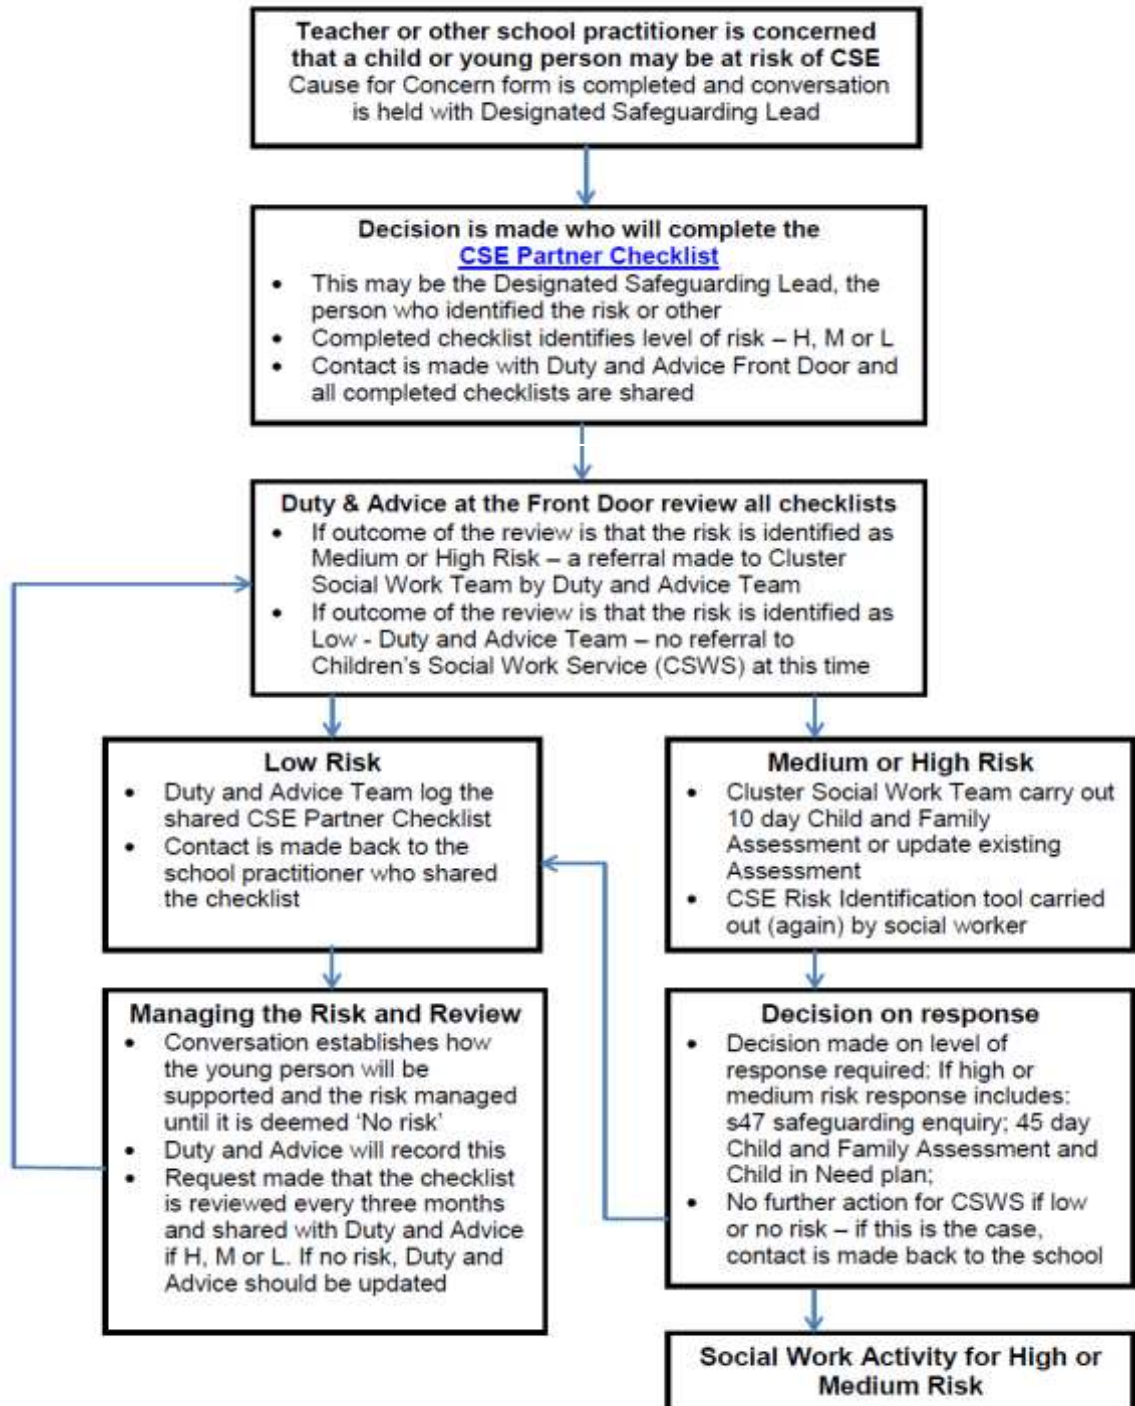 Teacher or other school practitioner is concerned
that a child or young person may be at risk of CSE
Cause for Concern form is completed and conversation
is held with Designated Safeguarding Lead
Decision is made who will complete the
CSE Partner Checklist
• This may be the Designated Safeguarding Lead, the
person who identified the risk or other
• Completed checklist identifies level of risk – H, M or L
• Contact is made with Duty and Advice Front Door and
all completed checklists are shared
Duty & Advice at the Front Door review all checklists
• If outcome of the review is that the risk is identified as
Medium or High Risk – a referral made to Cluster
Social Work Team by Duty and Advice Team
• If outcome of the review is that the risk is identified as
Low - Duty and Advice Team – no referral to
Children's Social Work Service (CSWS) at this time
Low Risk
• Duty and Advice Team log the
shared CSE Partner Checklist
• Contact is made back to the
school practitioner who shared
the checklist
Medium or High Risk
• Cluster Social Work Team carry out
10 day Child and Family
Assessment or update existing
Assessment
• CSE Risk Identification tool carried
out (again) by social worker
Managing the Risk and Review
• Conversation establishes how
the young person will be
supported and the risk managed
until it is deemed 'No risk'
• Duty and Advice will record this
• Request made that the checklist
is reviewed every three months
and shared with Duty and Advice
if H, M or L. If no risk, Duty and
Advice should be updated
Decision on response
• Decision made on level of
response required: If high or
medium risk response includes:
s47 safeguarding enquiry; 45 day
Child and Family Assessment and
Child in Need plan;
• No further action for CSWS if low
or no risk – if this is the case,
contact is made back to the school
Social Work Activity for High or
Medium Risk